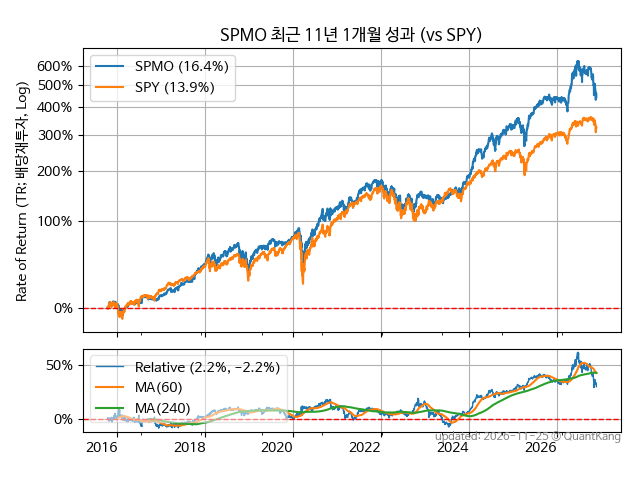 SPMO 최근 11년 1개월 성과 (vs SPY)
Rate of Return (TR: 배당재투자, Log)
600%
500%
400%
300%
200%
100%
0%
SPMO (16.4%)
SPY (13.9%)
50%
0%
Relative (2.2%, -2.2%)
MA(60)
MA(240)
2016 2018 2020 2022 2024 2026
updated: 2026-11-25 © QuantKang